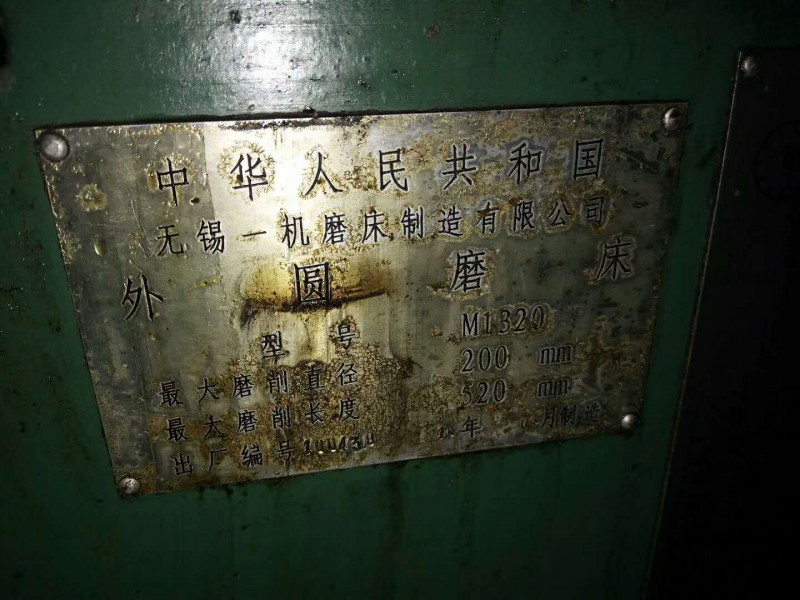 中华人民共和国
无锡一机磨床制造有限公司
外圆磨床
型号 M1320
最大磨削直径 200 mm
最大磨削长度 520 mm
出厂编号 年 月制造